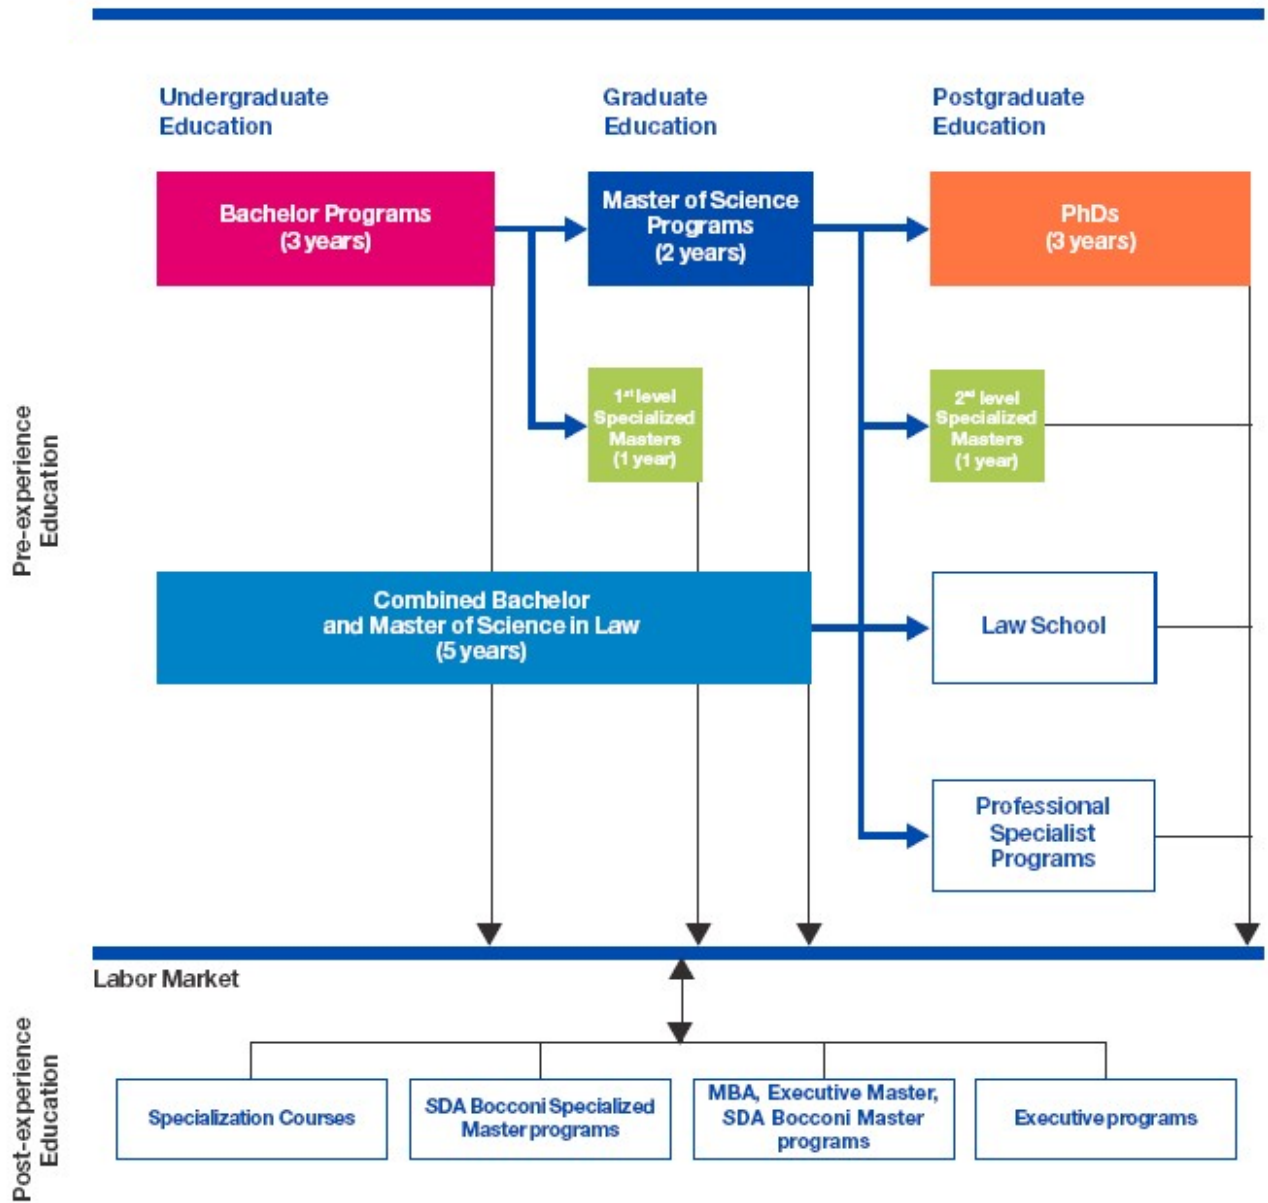 Undergraduate
Education
Graduate
Education
Postgraduate
Education
Bachelor Programs
(3 years)
Master of Science
Programs
(2 years)
PhDs
(3 years)
Pre-experience
Education
1st level
Specialized
Masters
(1 year)
2nd level
Specialized
Masters
(1 year)
Combined Bachelor
and Master of Science in Law
(5 years)
Law School
Professional
Specialist
Programs
Labor Market
Post-experience
Education
Specialization Courses
SDA Bocconi Specialized
Master programs
MBA, Executive Master,
SDA Bocconi Master
programs
Executive programs